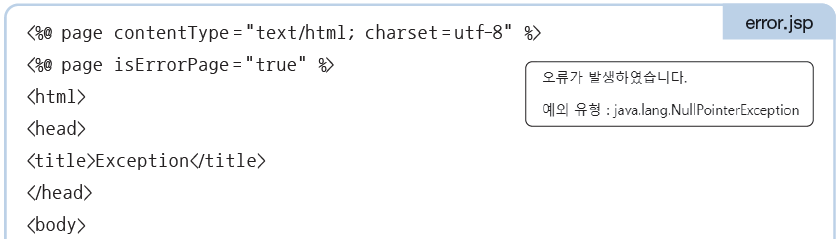 error.jsp
<%@ page contentType="text/html; charset=utf-8" %>
<%@ page isErrorPage="true" %>
<html>
<head>
<title>Exception</title>
</head>
<body>
오류가 발생하였습니다.
예외 유형 : java.lang.NullPointerException